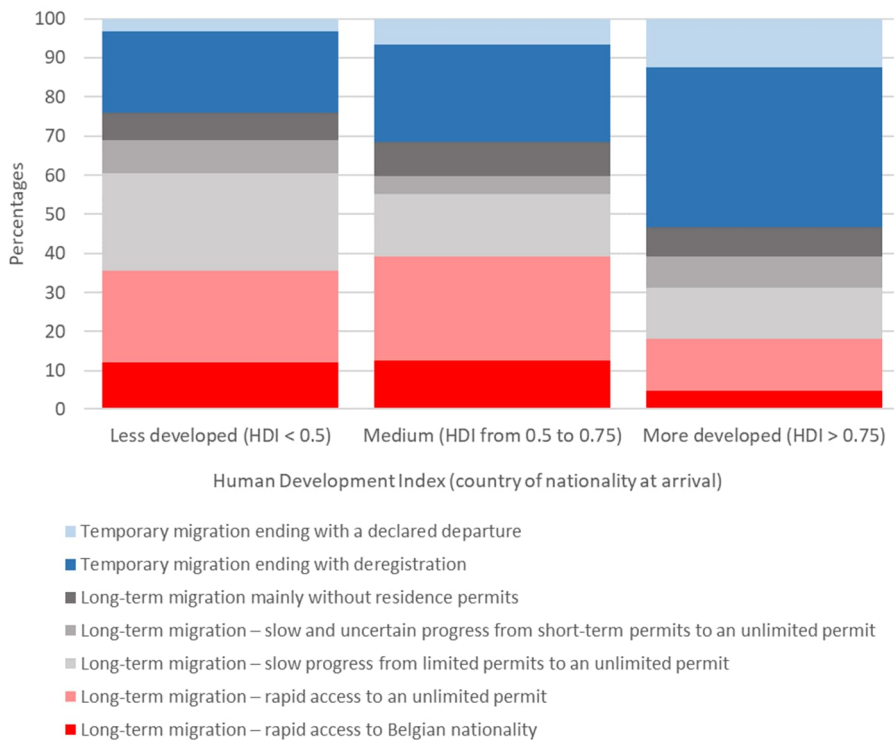 100
90
80
70
60
50
40
30
20
10
0
Percentages
Less developed (HDI < 0.5)
Medium (HDI from 0.5 to 0.75)
More developed (HDI > 0.75)
Human Development Index (country of nationality at arrival)
Temporary migration ending with a declared departure
Temporary migration ending with deregistration
Long-term migration mainly without residence permits
Long-term migration – slow and uncertain progress from short-term permits to an unlimited permit
Long-term migration – slow progress from limited permits to an unlimited permit
Long-term migration – rapid access to an unlimited permit
Long-term migration – rapid access to Belgian nationality